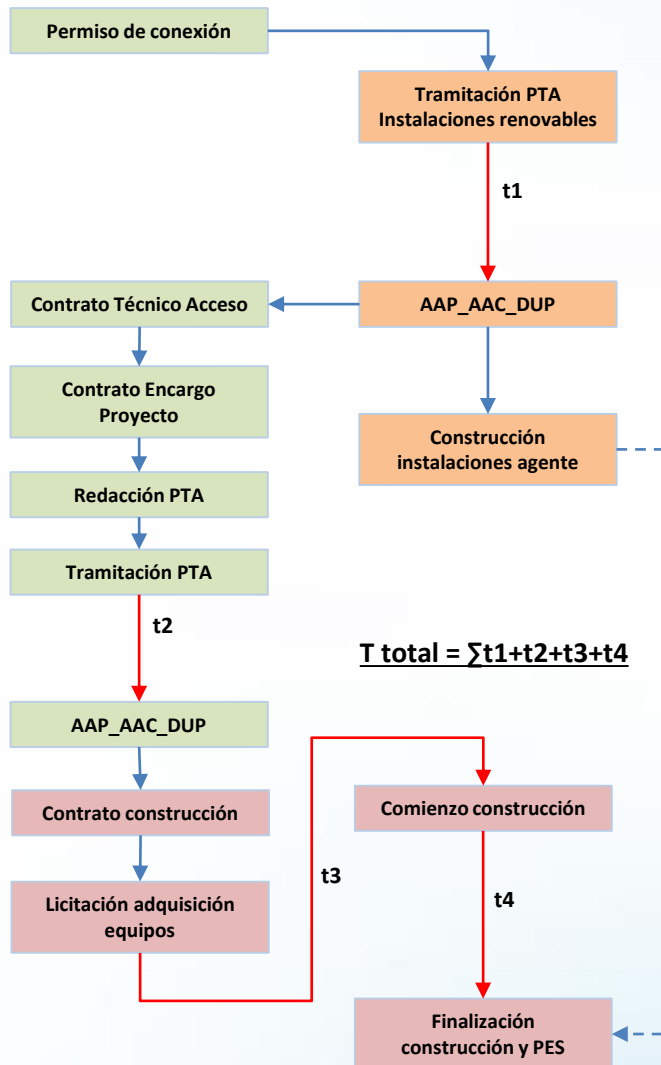 Permiso de conexión
Tramitación PTA
Instalaciones renovables
t1
Contrato Técnico Acceso
AAP_AAC_DUP
Contrato Encargo
Proyecto
Construcción
instalaciones agente
Redacción PTA
Tramitación PTA
t2
T total = ∑t1+t2+t3+t4
AAP_AAC_DUP
Contrato construcción
Comienzo construcción
t3
Licitación adquisición
equipos
t4
Finalización
construcción y PES